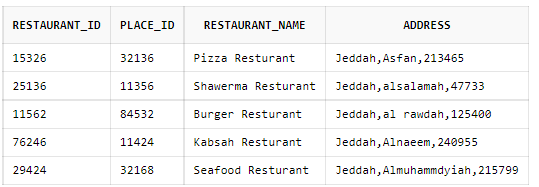 RESTAURANT_ID PLACE_ID RESTAURANT_NAME ADDRESS
15326 32136 Pizza Resturant Jeddah,Asfan,213465
25136 11356 Shawerma Resturant Jeddah,alsalamah,47733
11562 84532 Burger Resturant Jeddah,al rawdah,125400
76246 11424 Kabsah Resturant Jeddah,Alnaeem,240955
29424 32168 Seafood Resturant Jeddah,Almuhammdyiah,215799